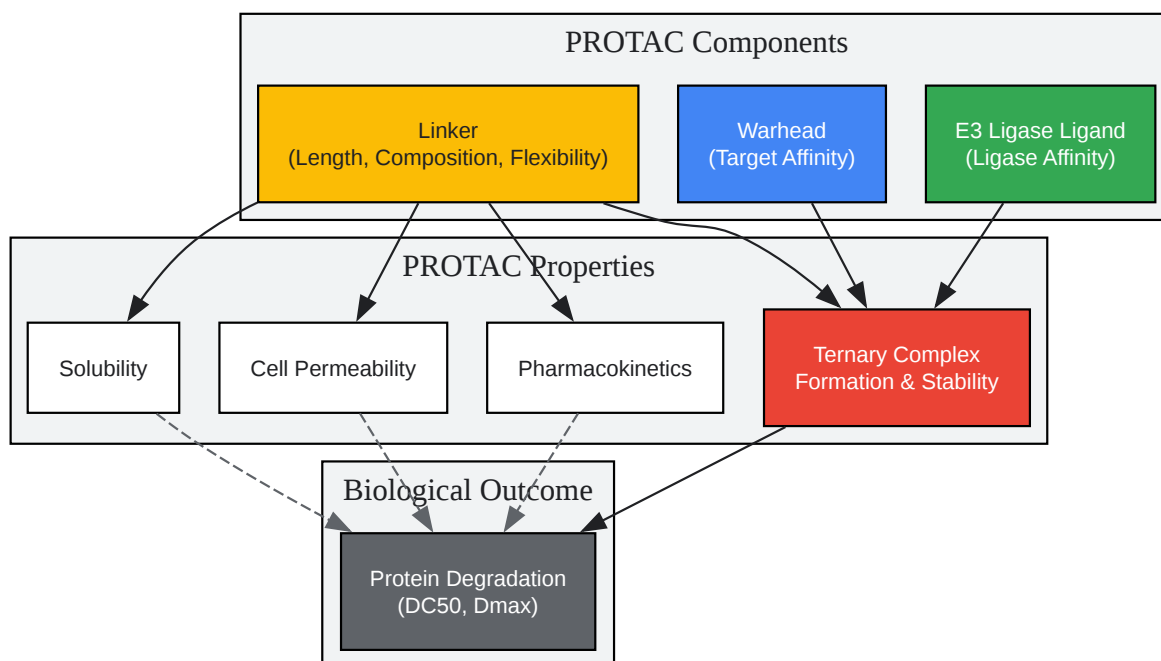 PROTAC Components
Linker
(Length, Composition, Flexibility)
Warhead
(Target Affinity)
E3 Ligase Ligand
(Ligase Affinity)
PROTAC Properties
Solubility
Cell Permeability
Pharmacokinetics
Ternary Complex
Formation & Stability
Biological Outcome
Protein Degradation
(DC50, Dmax)